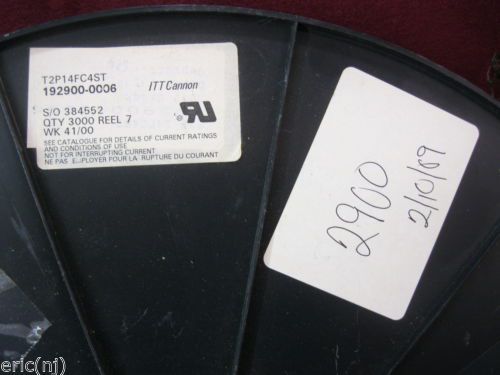 T2P14FC4ST
192900-0006 ITT Cannon
S/O 384552
QTY 3000 REEL 7
WK 41/00
SEE CATALOGUE FOR DETAILS OF CURRENT RATINGS
AND CONDITIONS OF USE
NOT FOR INTERRUPTING CURRENT
NE PAS E PLOYER POUR LA RUPTURE DU COURANT
2900
2/10/09
eric(nj)